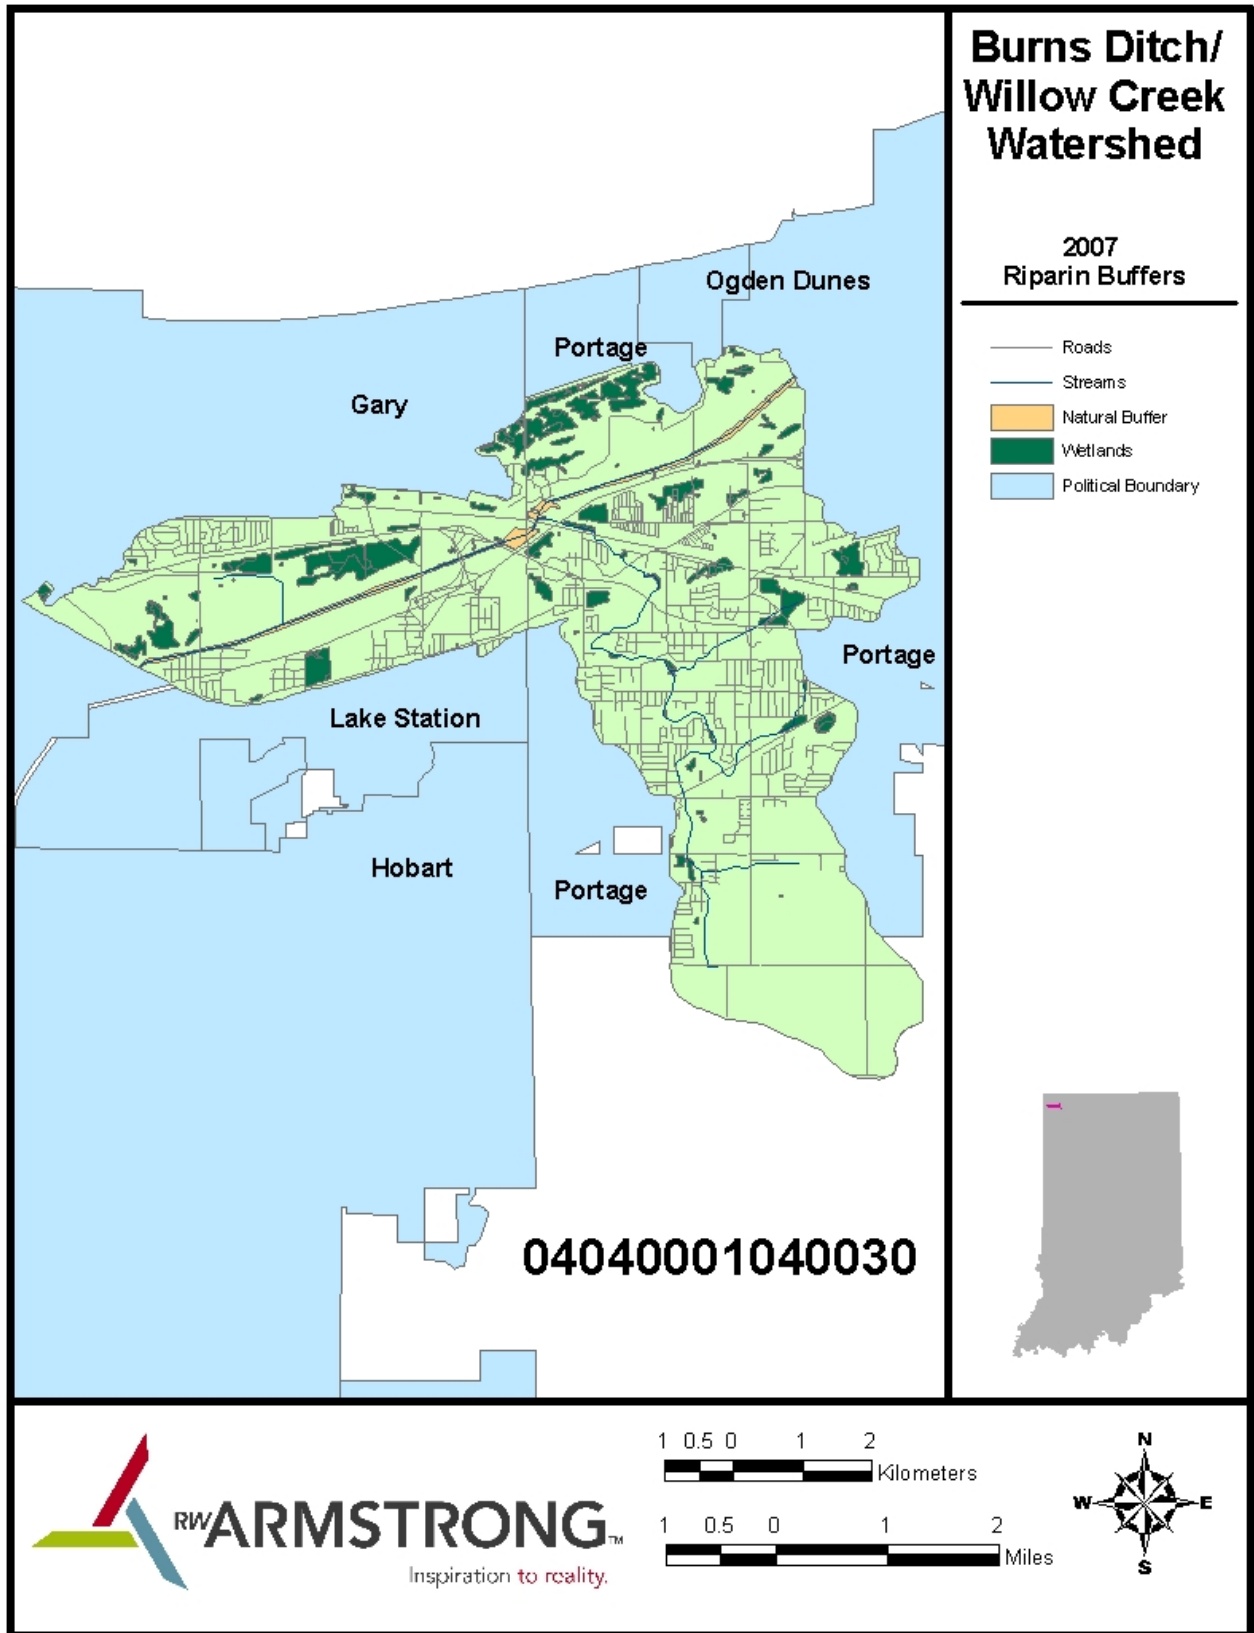 Burns Ditch/
Willow Creek
Watershed
2007
Riparin Buffers
Roads
Streams
Natural Buffer
Wetlands
Political Boundary
Ogden Dunes
Portage
Gary
Portage
Lake Station
Hobart
Portage
04040001040030
RWARMSTRONG™
Inspiration to reality.
1 0.5 0 1 2
Kilometers
1 0.5 0 1 2
Miles
N
W E
S